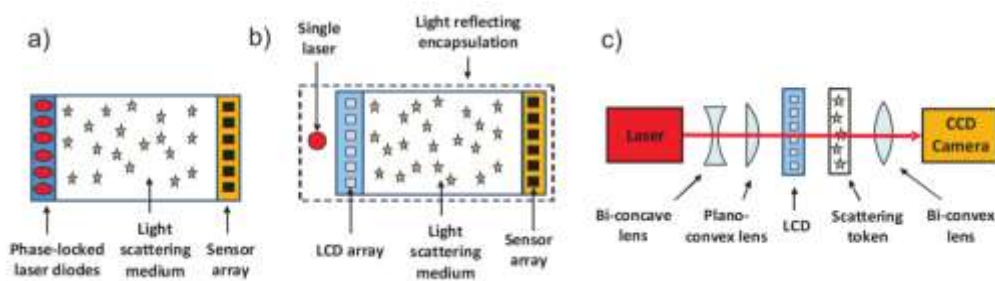 a)
Phase-locked
laser diodes
Light
scattering
medium
Sensor
array
b)
Single
laser
Light reflecting
encapsulation
LCD array
Light
scattering
medium
Sensor
array
c)
Laser
CCD
Camera
Bi-concave
lens
Plano-
convex lens
LCD
Scattering
token
Bi-convex
lens